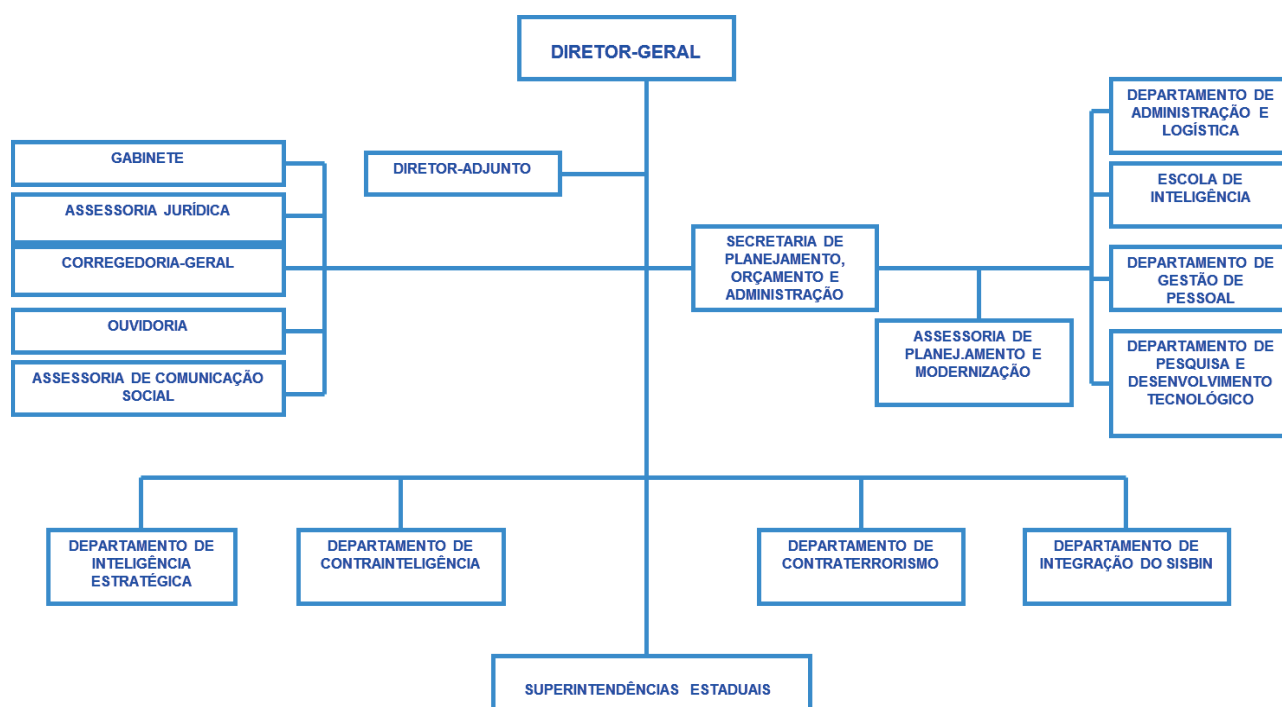 DIRETOR-GERAL
GABINETE
ASSESSORIA JURÍDICA
CORREGEDORIA-GERAL
OUVIDORIA
ASSESSORIA DE COMUNICAÇÃO
SOCIAL
DIRETOR-ADJUNTO
SECRETARIA DE
PLANEJAMENTO,
ORÇAMENTO E
ADMINISTRAÇÃO
ASSESSORIA DE
PLANEJ.AMENTO E
MODERNIZAÇÃO
DEPARTAMENTO DE
ADMINISTRAÇÃO E
LOGÍSTICA
ESCOLA DE
INTELIGÊNCIA
DEPARTAMENTO DE
GESTÃO DE
PESSOAL
DEPARTAMENTO DE
PESQUISA E
DESENVOLVIMENTO
TECNOLÓGICO
DEPARTAMENTO DE
INTELIGÊNCIA
ESTRATÉGICA
DEPARTAMENTO DE
CONTRAINTELIGÊNCIA
DEPARTAMENTO DE
CONTRATERRORISMO
DEPARTAMENTO DE
INTEGRAÇÃO DO SISBIN
SUPERINTENDÊNCIAS ESTADUAIS